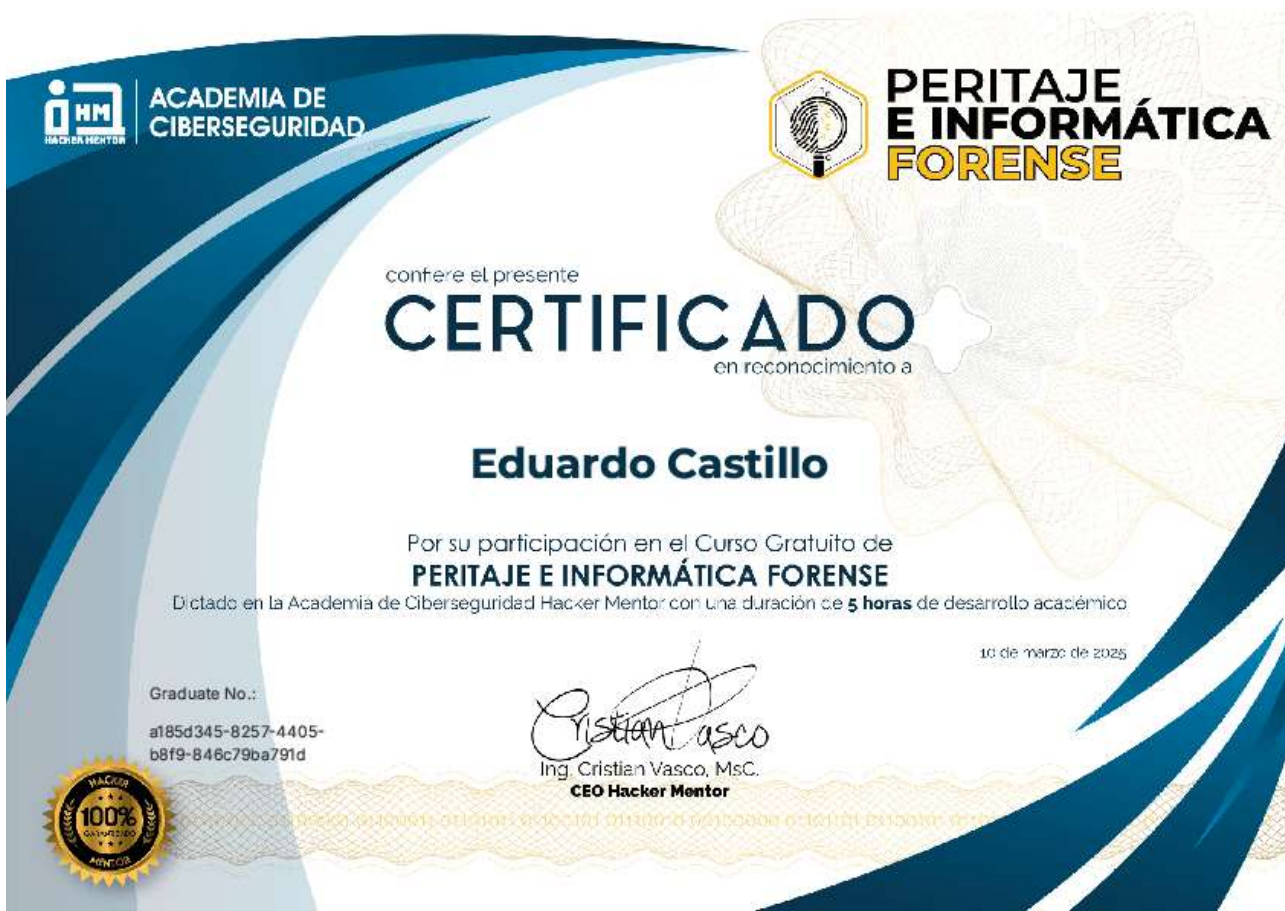 HM
HACKER MENTOR
ACADEMIA DE
CIBERSEGURIDAD
PERITAJE
E INFORMÁTICA
FORENSE
confiere el presente
CERTIFICADO
en reconocimiento a
Eduardo Castillo
Por su participación en el Curso Gratuito de
PERITAJE E INFORMÁTICA FORENSE
Dictado en la Academia de Ciberseguridad Hacker Mentor con una duración de 5 horas de desarrollo académico
10 de marzo de 2025
Graduate No.:
a185d345-8257-4405-
b8f9-846c79ba791d
Cristian Vasco
Ing. Cristian Vasco, MsC.
CEO Hacker Mentor
HACKER
100%
GARANTIZADO
MENTOR